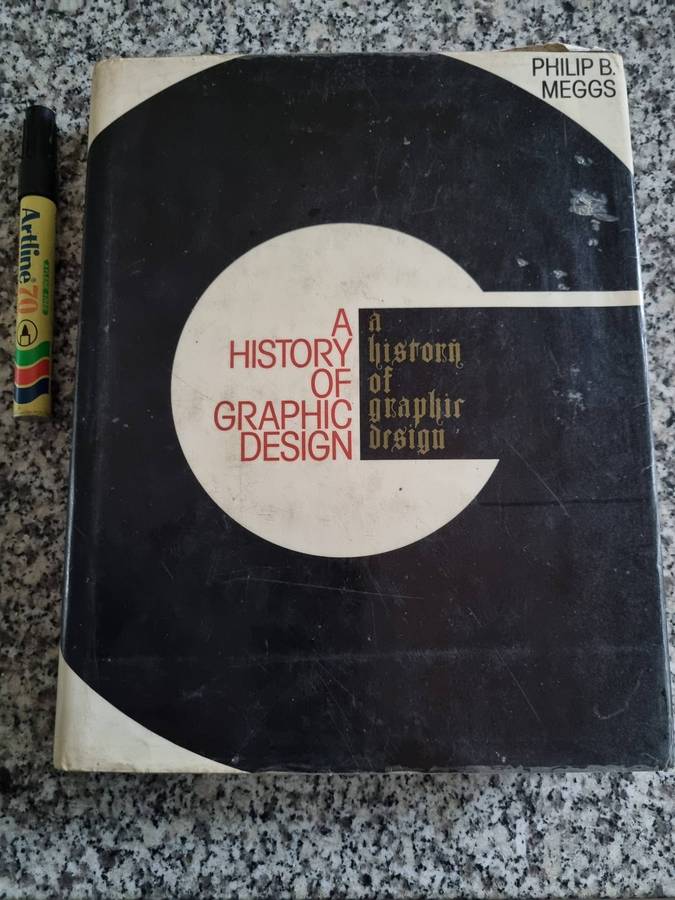 PHILIP B.
MEGGS
A
HISTORY
OF
GRAPHIC
DESIGN
a
history
of
graphic
design
Artline 70